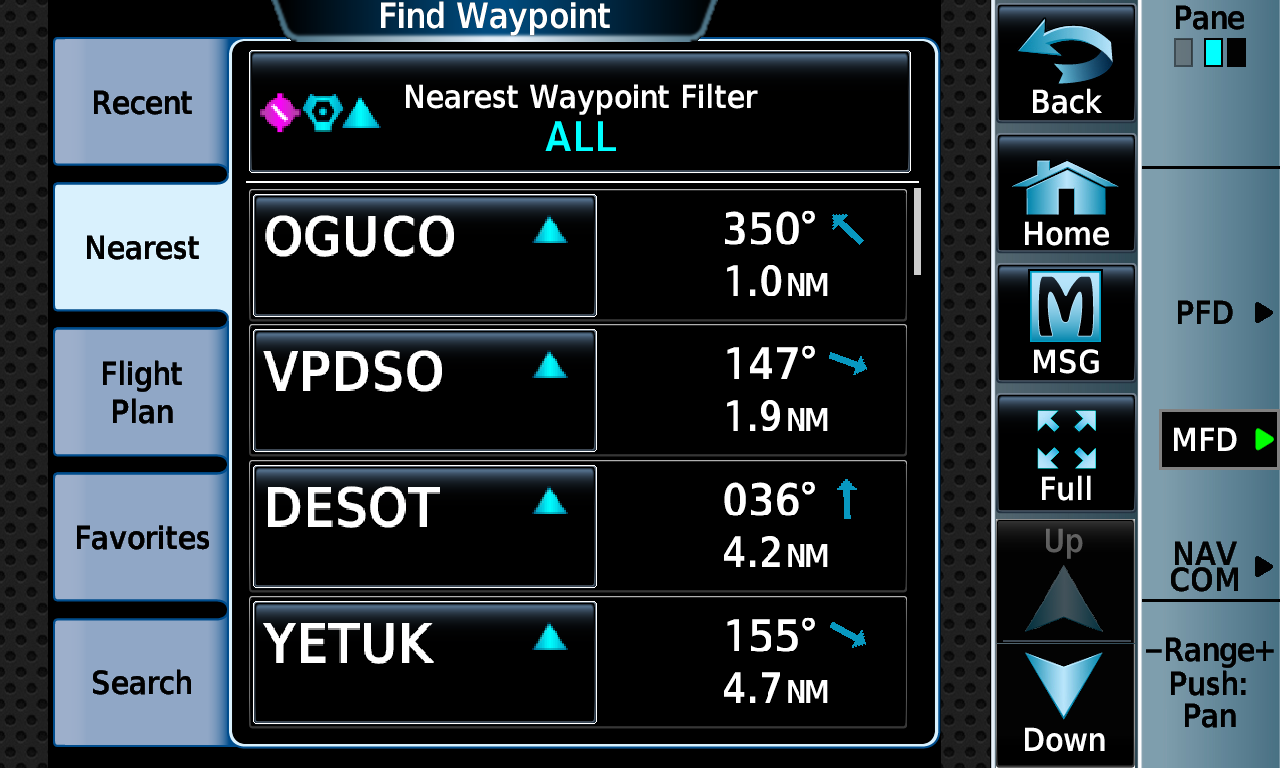 Find Waypoint
Recent
Nearest
Flight
Plan
Favorites
Search
Nearest Waypoint Filter
ALL
OGUCO
350°
1.0NM
VPDSO
147°
1.9NM
DESOT
036°
4.2NM
YETUK
155°
4.7NM
Back
Home
MSG
Full
Up
Down
Pane
PFD
MFD
NAV
COM
−Range+
Push:
Pan